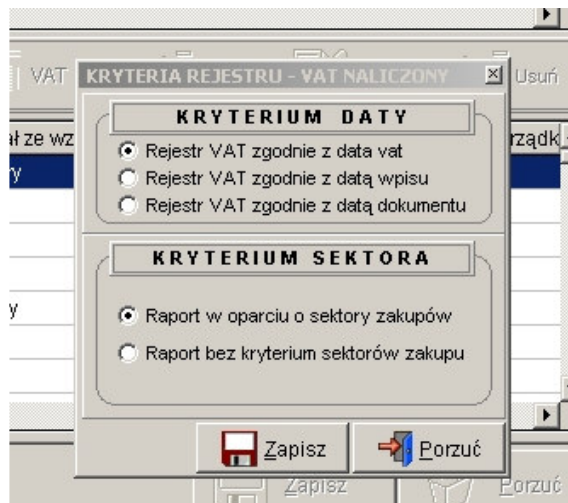 VAT
KRYTERIA REJESTRU - VAT NALICZONY
Usuń
KRYTERIUM DATY
ał ze wz
rządk
Rejestr VAT zgodnie z data vat
ry
Rejestr VAT zgodnie z datą wpisu
Rejestr VAT zgodnie z datą dokumentu
KRYTERIUM SEKTORA
y
Raport w oparciu o sektory zakupów
Raport bez kryterium sektorów zakupu
Zapisz
Porzuć
Zapisz
Porzuć